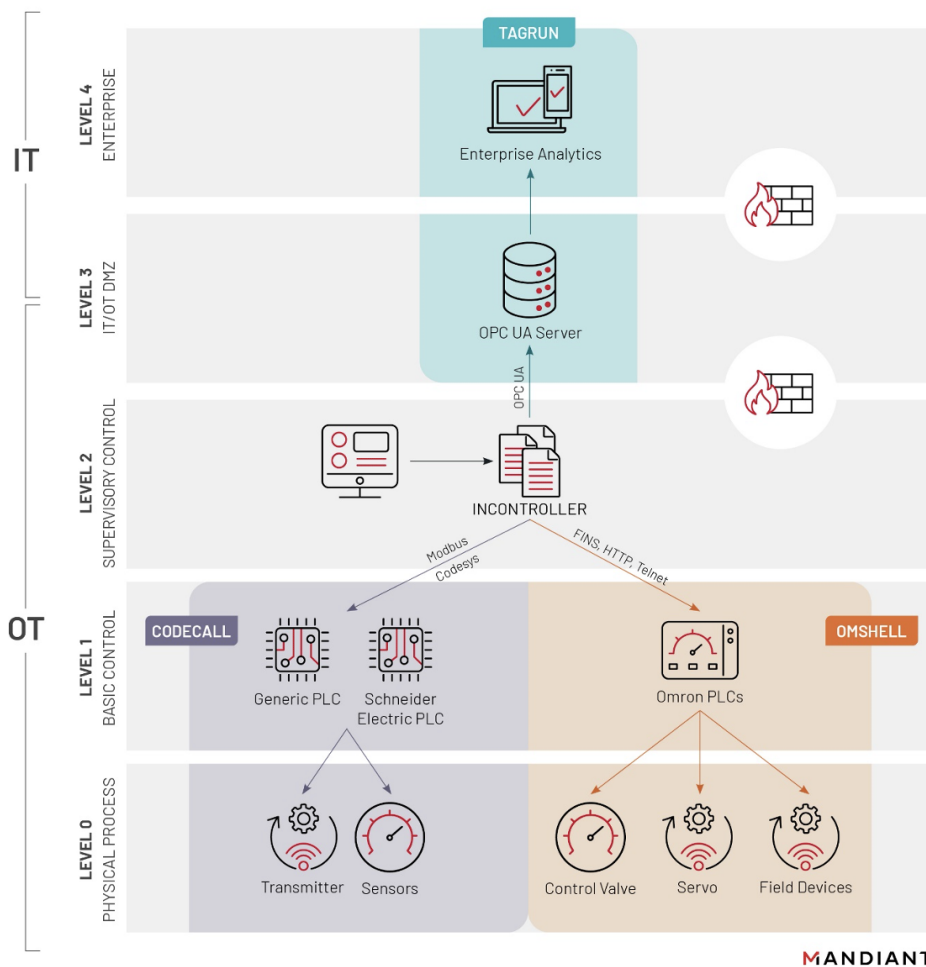 TAGRUN
IT
LEVEL 4
ENTERPRISE
Enterprise Analytics
LEVEL 3
IT/OT DMZ
OPC UA Server
OPC UA
OT
LEVEL 2
SUPERVISORY CONTROL
INCONTROLLER
Modbus
Codesys
FINS, HTTP, Telnet
LEVEL 1
BASIC CONTROL
CODECALL
OMSHELL
Generic PLC
Schneider
Electric PLC
Omron PLCs
LEVEL 0
PHYSICAL PROCESS
Transmitter
Sensors
Control Valve
Servo
Field Devices
MANDIANT